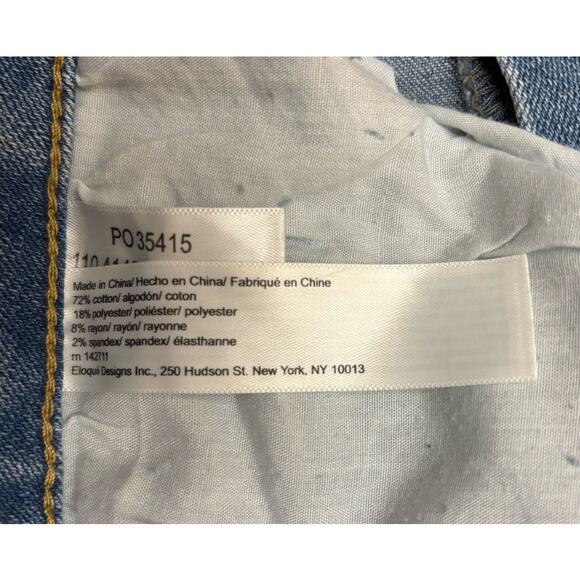 PO35415
Made in China/ Hecho en China/ Fabriqué en Chine
72% cotton/ algodón/ coton
18% polyester/ poliéster/ polyester
8% rayon/ rayón/ rayonne
2% spandex/ spandex/ élasthanne
rn 142711
Eloqui Designs Inc., 250 Hudson St. New York, NY 10013